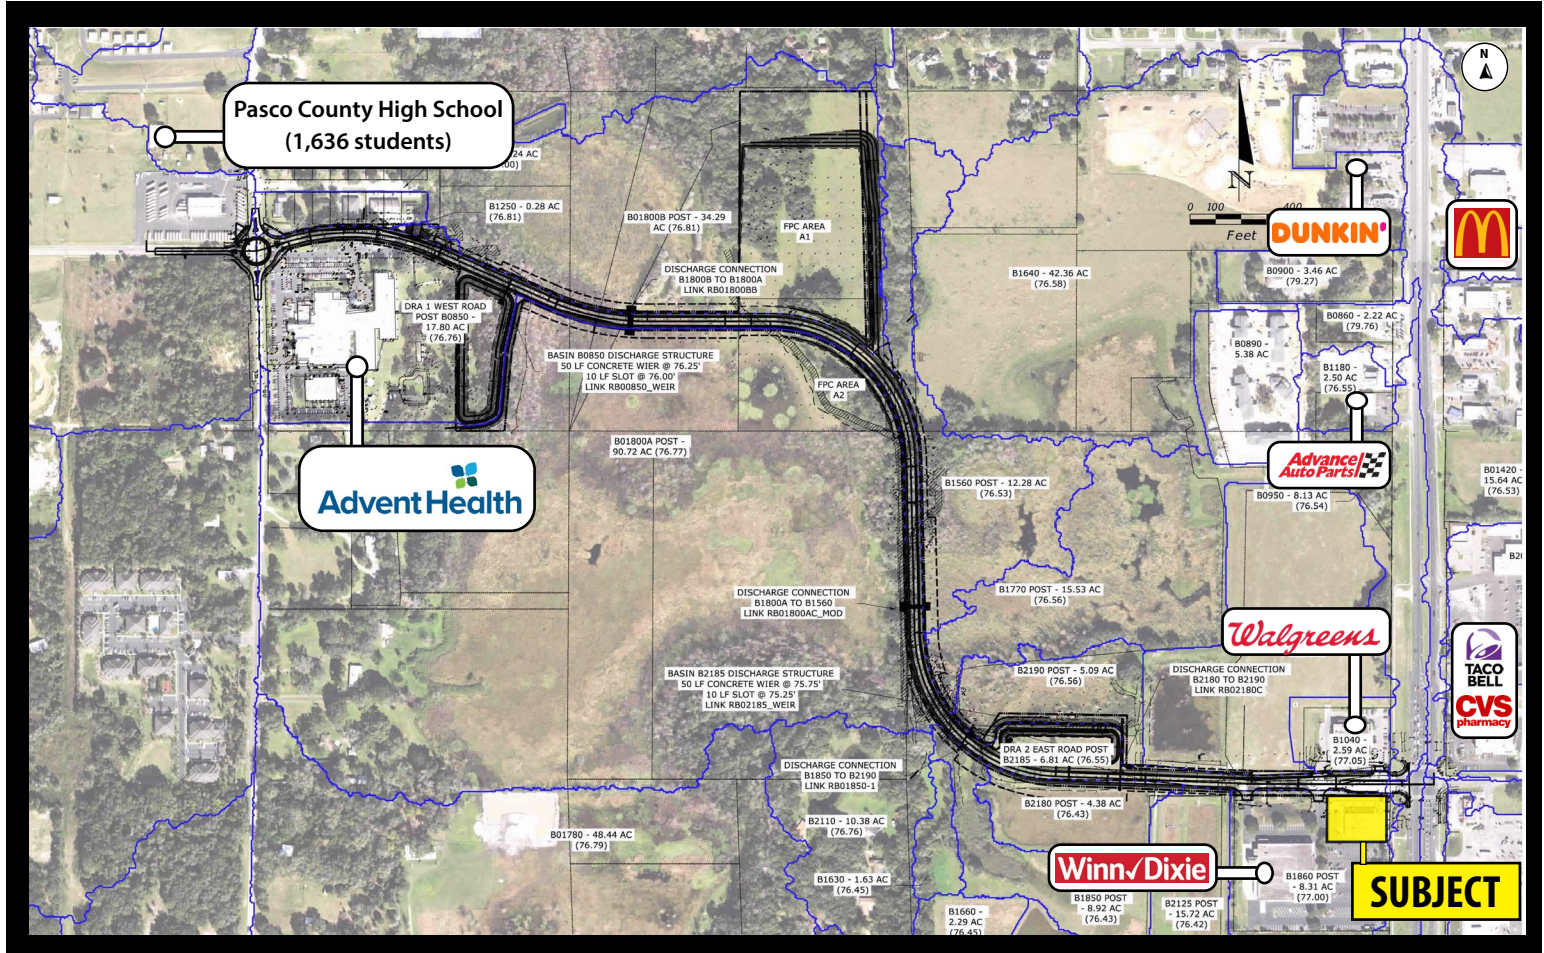 N
Pasco County High School
(1,636 students)
24 AC
00)
B1250 - 0.28 AC
(76.81)
B01800B POST - 34.29
AC (76.81)
FPC AREA
A1
N
0 100 400
Feet
DUNKIN'
B0900 - 3.46 AC
(79.27)
DISCHARGE CONNECTION
B1800B TO B1800A
LINK RB01800BB
B1640 - 42.36 AC
(76.58)
DRA 1 WEST ROAD
POST B0850 -
17.80 AC
(76.76)
B0860 - 2.22 AC
(79.76)
B0890 -
5.38 AC
BASIN B0850 DISCHARGE STRUCTURE
50 LF CONCRETE WIER @ 76.25'
10 LF SLOT @ 76.00'
LINK RB00850_WEIR
FPC AREA
A2
B1180 -
2.50 AC
(76.55)
B01800A POST -
90.72 AC (76.77)
Advance
Auto Parts
AdventHealth
B1560 POST - 12.28 AC
(76.53)
B0950 - 8.13 AC
(76.54)
B01420 -
15.64 AC
(76.53)
B20
DISCHARGE CONNECTION
B1800A TO B1560
LINK RB01800AC_MOD
B1770 POST - 15.53 AC
(76.56)
Walgreens
BASIN B2185 DISCHARGE STRUCTURE
50 LF CONCRETE WIER @ 75.75'
10 LF SLOT @ 75.25'
LINK RB02185_WEIR
B2190 POST - 5.09 AC
(76.56)
DISCHARGE CONNECTION
B2180 TO B2190
LINK RB02180C
TACO
BELL
CVS
pharmacy
DRA 2 EAST ROAD POST
B2185 - 6.81 AC (76.55)
B1040 -
2.59 AC
(77.05)
DISCHARGE CONNECTION
B1850 TO B2190
LINK RB01850-1
B2180 POST - 4.38 AC
(76.43)
B01780 - 48.44 AC
(76.79)
B2110 - 10.38 AC
(76.76)
Winn✓Dixie
B1630 - 1.63 AC
(76.45)
B1860 POST
- 8.31 AC
(77.00)
SUBJECT
B1850 POST
- 8.92 AC
(76.43)
B2125 POST
- 15.72 AC
(76.42)
B1660 -
2.29 AC
(76.45)